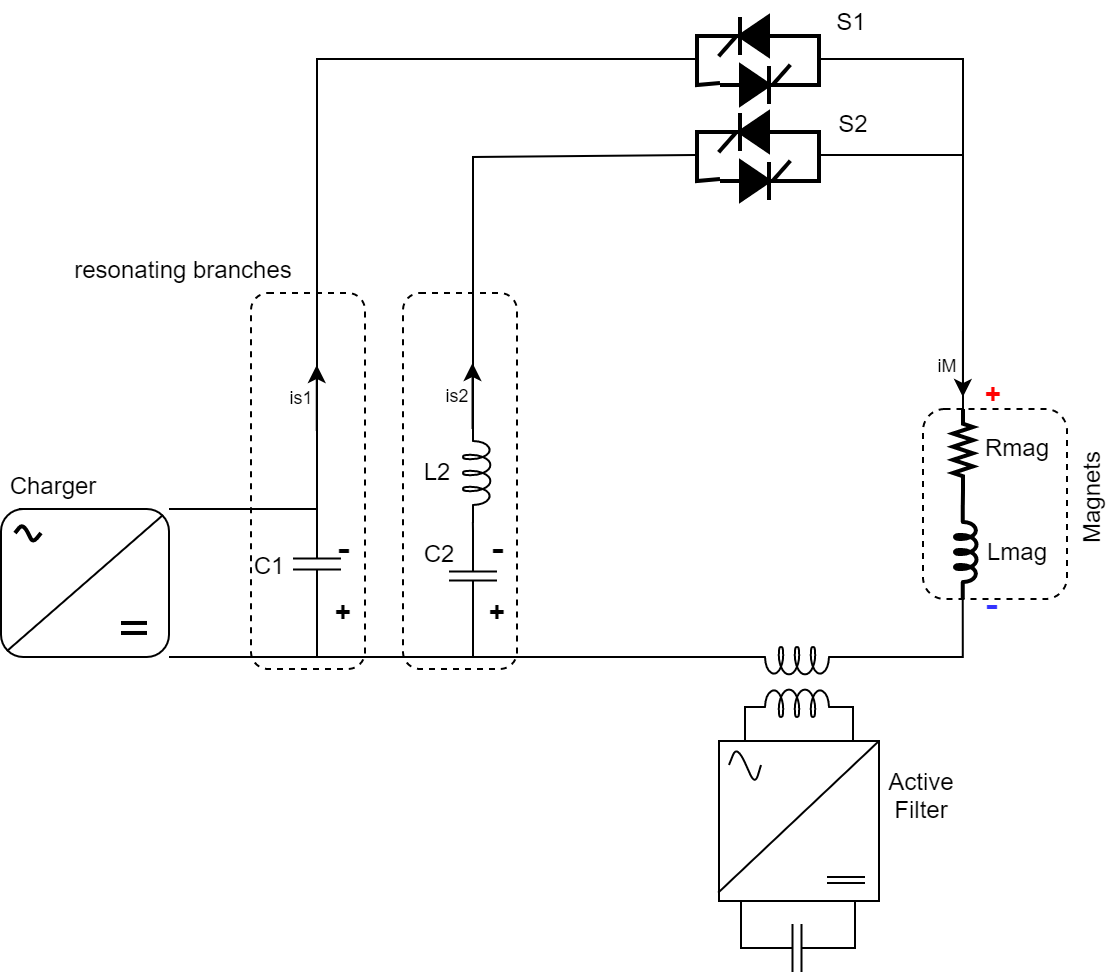 S1
S2
resonating branches
is1
is2
iM
+
Rmag
L2
Charger
Magnets
C1
-
C2
-
Lmag
+
+
-
Active
Filter